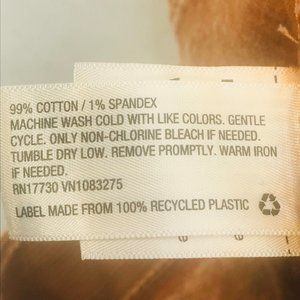 99% COTTON / 1% SPANDEX
MACHINE WASH COLD WITH LIKE COLORS. GENTLE
CYCLE. ONLY NON-CHLORINE BLEACH IF NEEDED.
TUMBLE DRY LOW. REMOVE PROMPTLY. WARM IRON
IF NEEDED.
RN17730 VN1083275
LABEL MADE FROM 100% RECYCLED PLASTIC